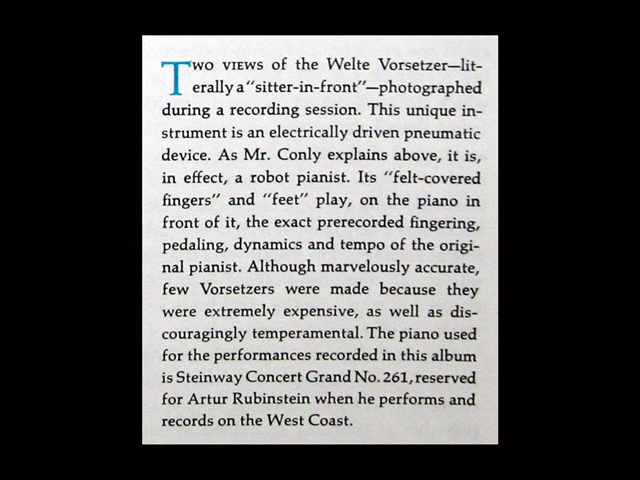 TWO VIEWS of the Welte Vorsetzer—lit-
erally a "sitter-in-front"—photographed
during a recording session. This unique in-
strument is an electrically driven pneumatic
device. As Mr. Conly explains above, it is,
in effect, a robot pianist. Its "felt-covered
fingers" and "feet" play, on the piano in
front of it, the exact prerecorded fingering,
pedaling, dynamics and tempo of the origi-
nal pianist. Although marvelously accurate,
few Vorsetzers were made because they
were extremely expensive, as well as dis-
couragingly temperamental. The piano used
for the performances recorded in this album
is Steinway Concert Grand No. 261, reserved
for Artur Rubinstein when he performs and
records on the West Coast.